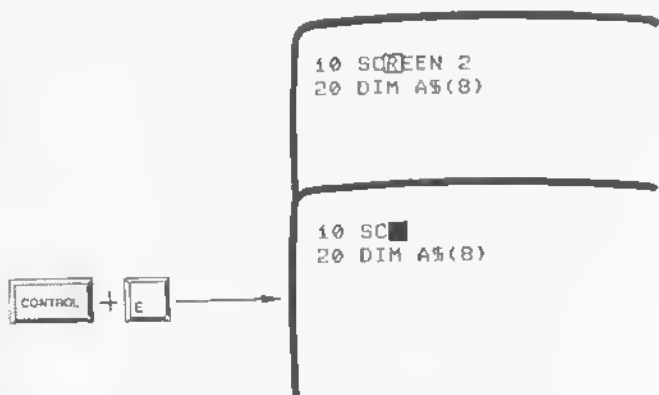 10 SCREEN 2
20 DIM A$(8)
10 SC
20 DIM A$(8)
CONTROL + E